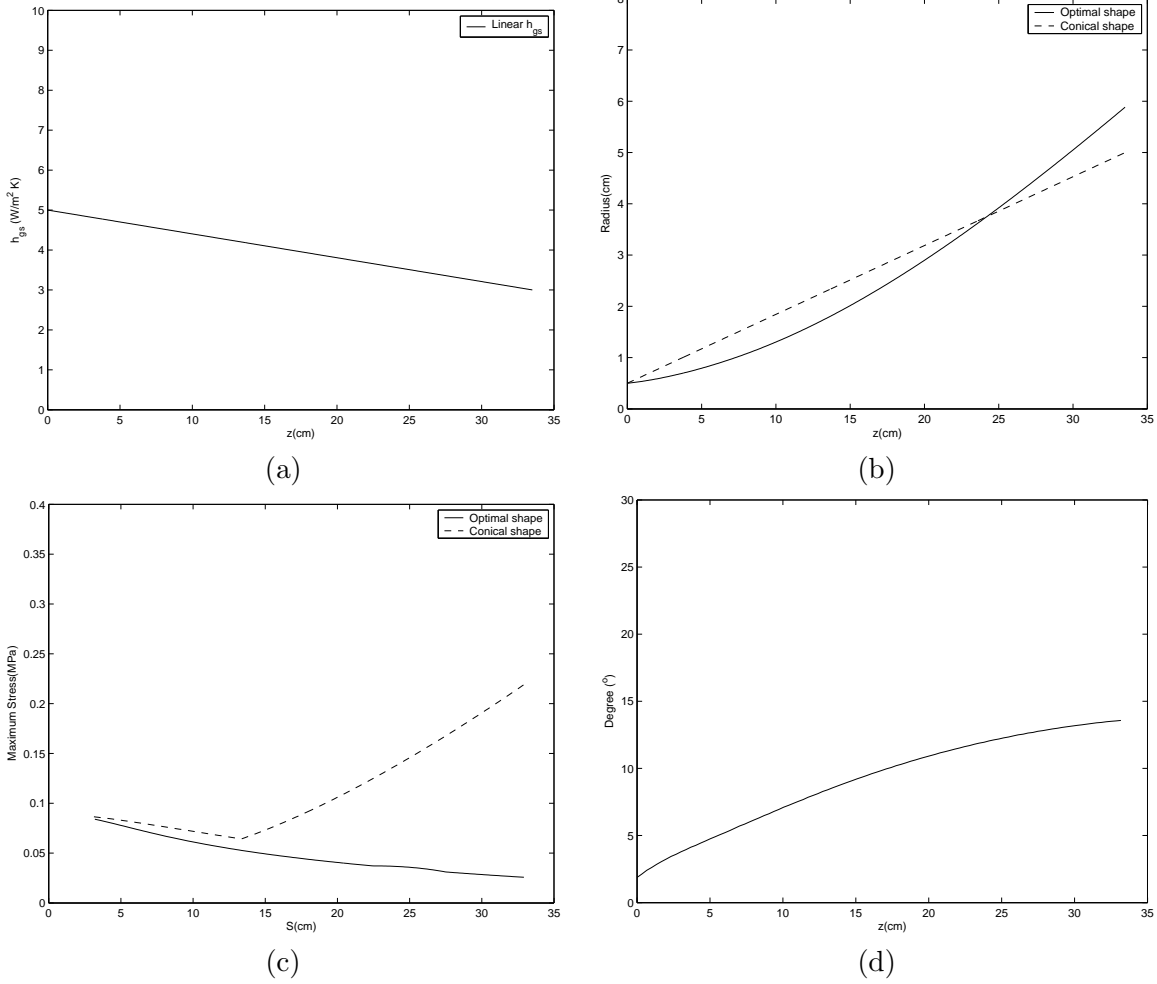 10
9
8
7
6
5
4
3
2
1
0
h_gs (W/m² K)
Linear h_gs
0 5 10 15 20 25 30 35
z(cm)
(a)
8
7
6
5
4
3
2
1
0
Radius(cm)
Optimal shape
Conical shape
0 5 10 15 20 25 30 35
z(cm)
(b)
0.4
0.35
0.3
0.25
0.2
0.15
0.1
0.05
0
Maximum Stress(MPa)
Optimal shape
Conical shape
0 5 10 15 20 25 30 35
S(cm)
(c)
30
25
20
15
10
5
0
Degree (°)
0 5 10 15 20 25 30 35
z(cm)
(d)